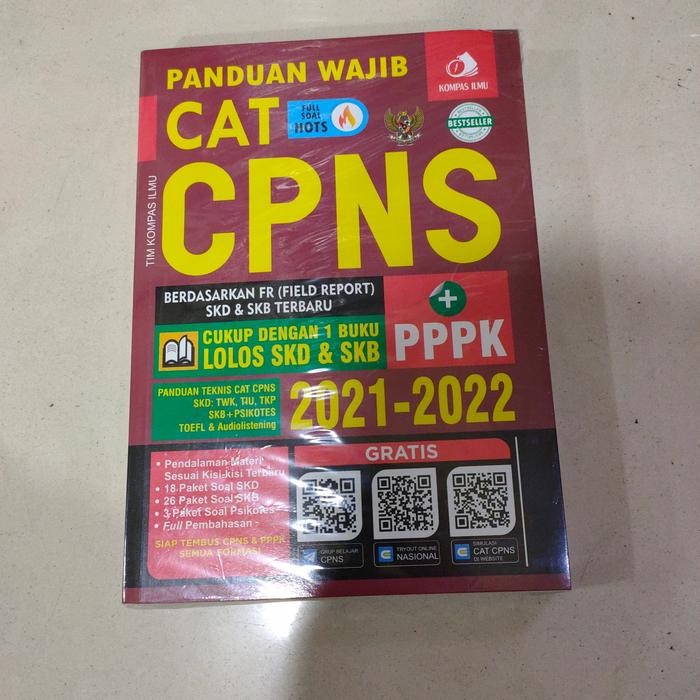 PANDUAN WAJIB
KOMPAS ILMU
CAT
FULL
SOAL
HOTS
BESTSELLER
CPNS
TIM KOMPAS ILMU
BERDASARKAN FR (FIELD REPORT)
SKD & SKB TERBARU
CUKUP DENGAN 1 BUKU
LOLOS SKD & SKB
+
PPPK
PANDUAN TEKNIS CAT CPNS
SKD: TWK, TIU, TKP
SKB+PSIKOTES
TOEFL & Audiolistening
2021-2022
• Pendalaman Materi
Sesuai Kisi-kisi Terbaru
• 18 Paket Soal SKD
• 26 Paket Soal SKB
• 3 Paket Soal Psikotes
• Full Pembahasan
SIAP TEMBUS CPNS & PPPK
SEMUA FORMASI
GRATIS
GRUP BELAJAR
CPNS
TRYOUT ONLINE
NASIONAL
SIMULASI
CAT CPNS
DI WEBSITE